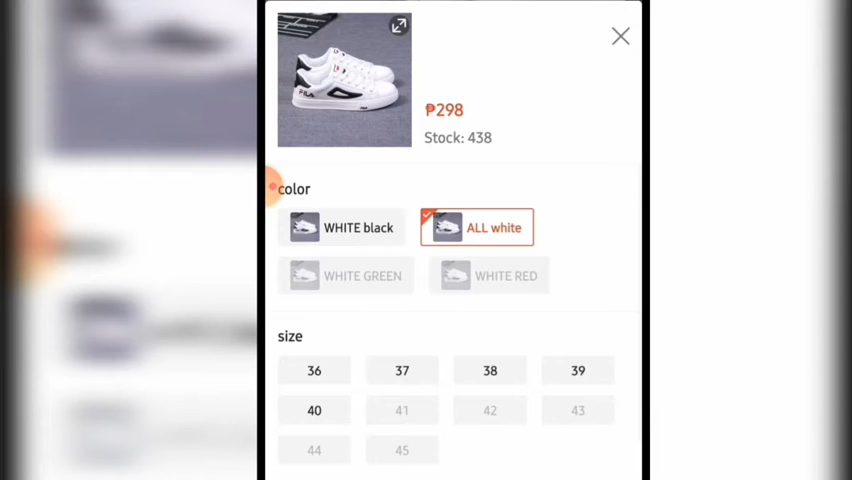 FILA
₱298
Stock: 438
color
WHITE black
ALL white
WHITE GREEN
WHITE RED
size
36 37 38 39
40 41 42 43
44 45